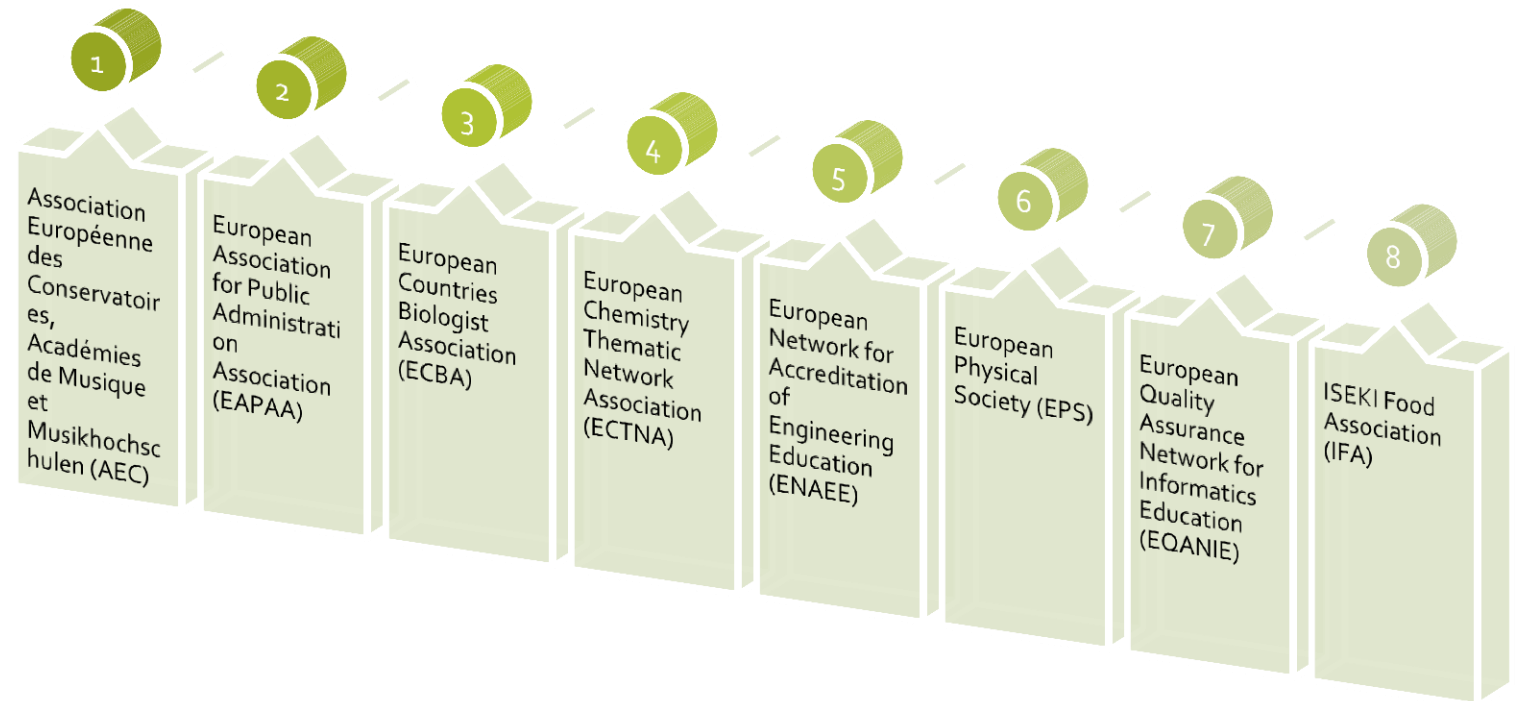 1
Association
Européenne
des
Conservatoir
es,
Académies
de Musique
et
Musikhochsc
hulen (AEC)
2
European
Association
for Public
Administrati
on
Association
(EAPAA)
3
European
Countries
Biologist
Association
(ECBA)
4
European
Chemistry
Thematic
Network
Association
(ECTNA)
5
European
Network for
Accreditation
of
Engineering
Education
(ENAEE)
6
European
Physical
Society (EPS)
7
European
Quality
Assurance
Network for
Informatics
Education
(EQANIE)
8
ISEKI Food
Association
(IFA)